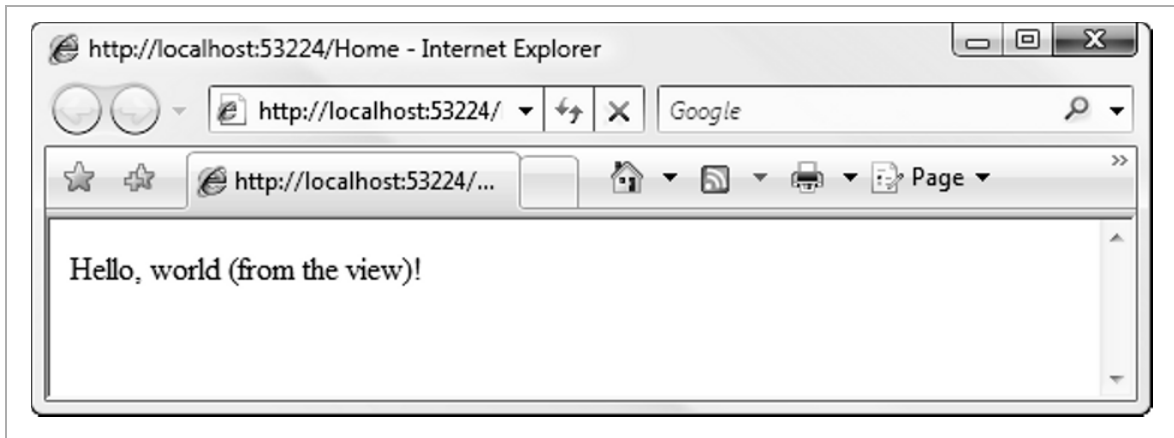 http://localhost:53224/Home - Internet Explorer
http://localhost:53224/
Google
http://localhost:53224/...
Page
Hello, world (from the view)!